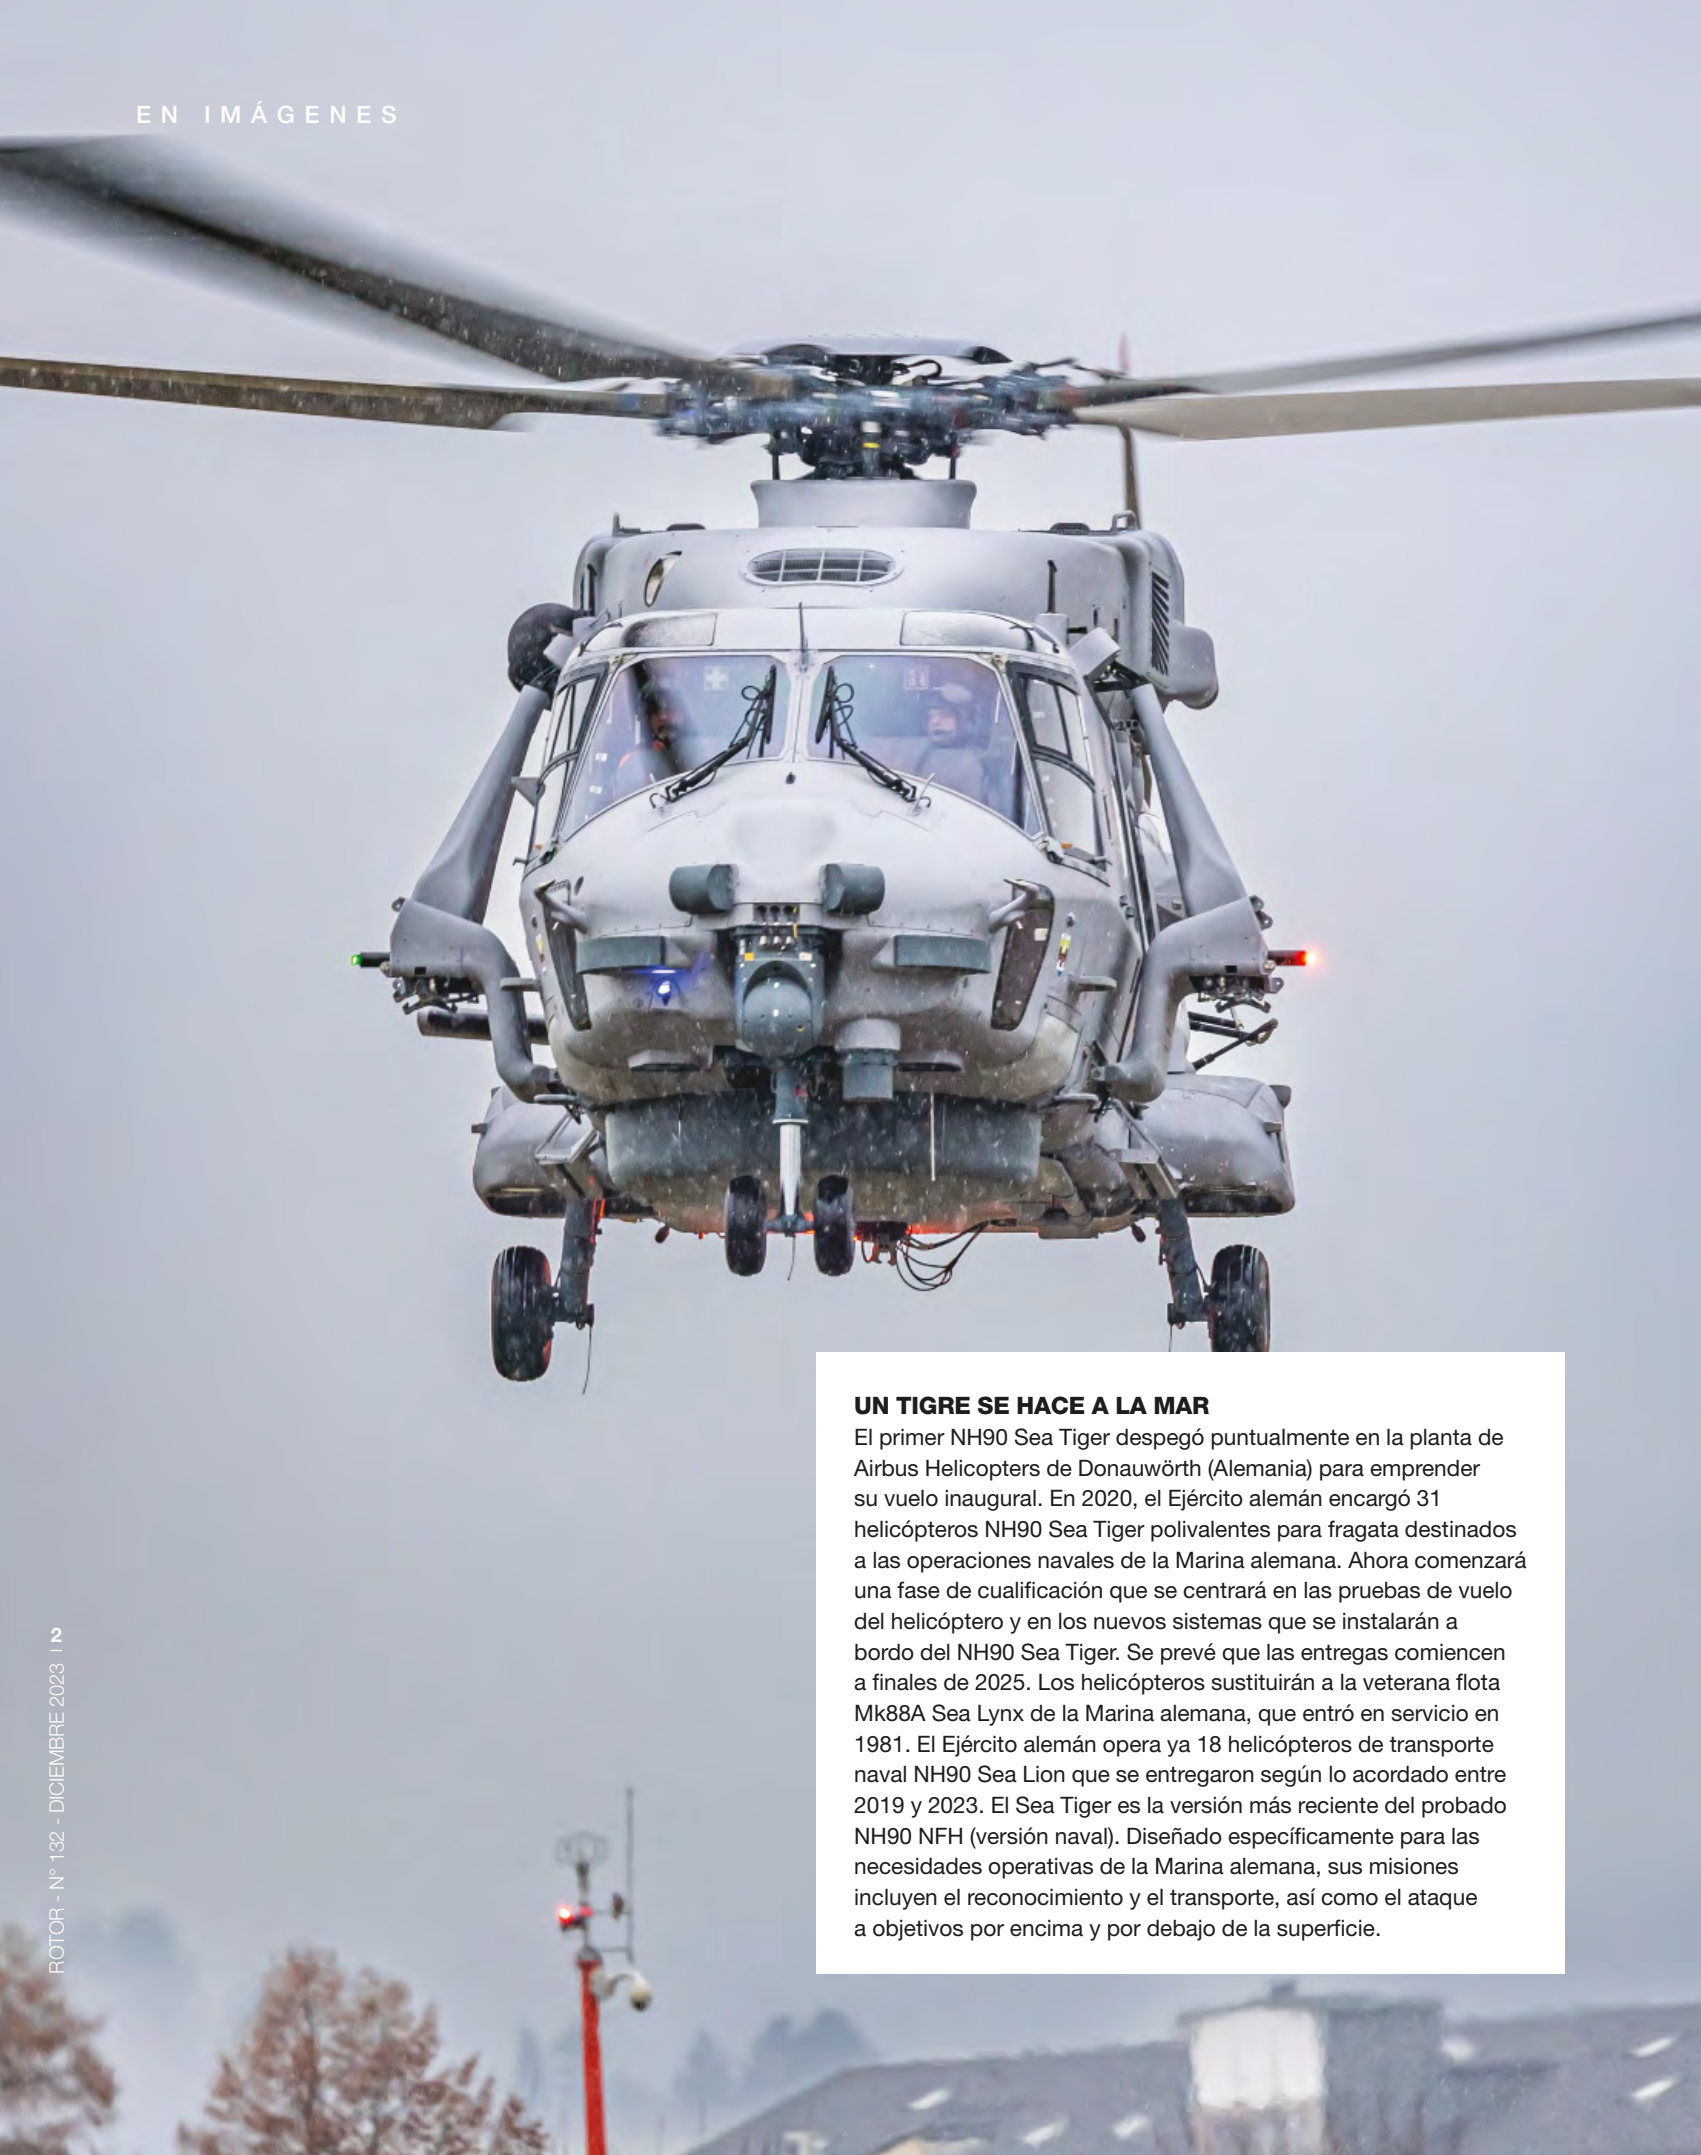 EN IMÁGENES
UN TIGRE SE HACE A LA MAR
El primer NH90 Sea Tiger despegó puntualmente en la planta de
Airbus Helicopters de Donauwörth (Alemania) para emprender
su vuelo inaugural. En 2020, el Ejército alemán encargó 31
helicópteros NH90 Sea Tiger polivalentes para fragata destinados
a las operaciones navales de la Marina alemana. Ahora comenzará
una fase de cualificación que se centrará en las pruebas de vuelo
del helicóptero y en los nuevos sistemas que se instalarán a
bordo del NH90 Sea Tiger. Se prevé que las entregas comiencen
a finales de 2025. Los helicópteros sustituirán a la veterana flota
Mk88A Sea Lynx de la Marina alemana, que entró en servicio en
1981. El Ejército alemán opera ya 18 helicópteros de transporte
naval NH90 Sea Lion que se entregaron según lo acordado entre
2019 y 2023. El Sea Tiger es la versión más reciente del probado
NH90 NFH (versión naval). Diseñado específicamente para las
necesidades operativas de la Marina alemana, sus misiones
incluyen el reconocimiento y el transporte, así como el ataque
a objetivos por encima y por debajo de la superficie.
ROTOR - N° 132 - DICIEMBRE 2023 I 2